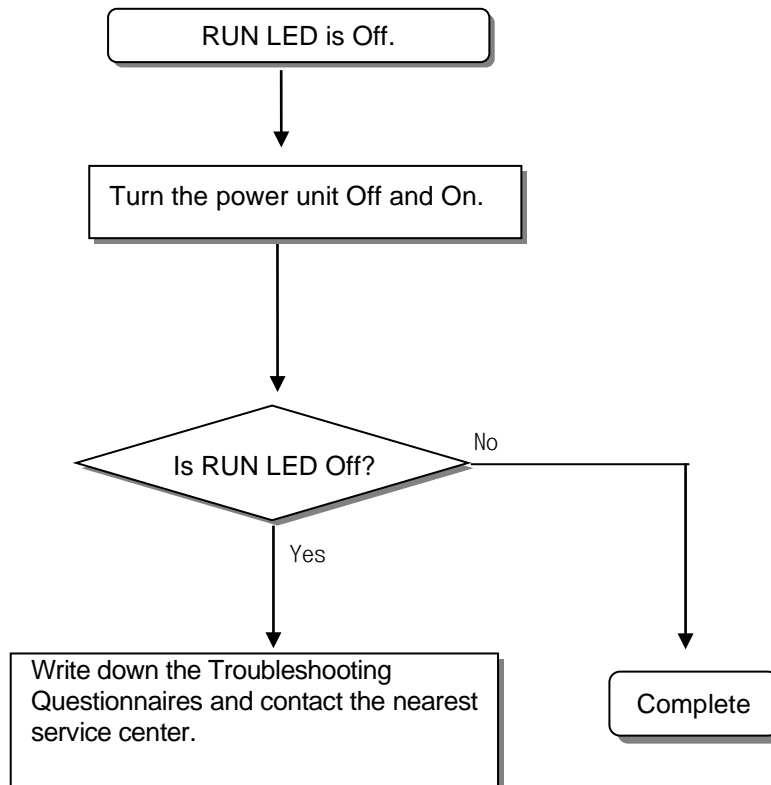 RUN LED is Off.
Turn the power unit Off and On.
Is RUN LED Off?
No
Yes
Write down the Troubleshooting
Questionnaires and contact the nearest
service center.
Complete